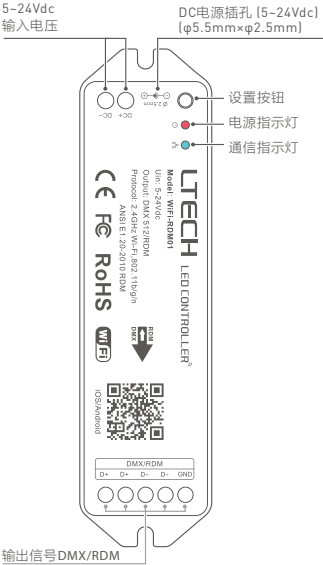 5~24Vdc
输入电压
DC电源插孔 (5~24Vdc)
(φ5.5mm×φ2.5mm)
DC- DC+
Ø 2.5mm
设置按钮
电源指示灯
通信指示灯
LTECH LED CONTROLLER
Model: WiFi-RDM01
Uin: 5-24Vdc
Output: DMX 512/RDM
Protocol: 2.4GHz Wi-Fi,802.11b/g/n
ANSI E1.20-2010 RDM
CE FC RoHS WiFi
RDM
DMX
iOS/Android
DMX/RDM
D+ D+ D- D- GND
输出信号DMX/RDM